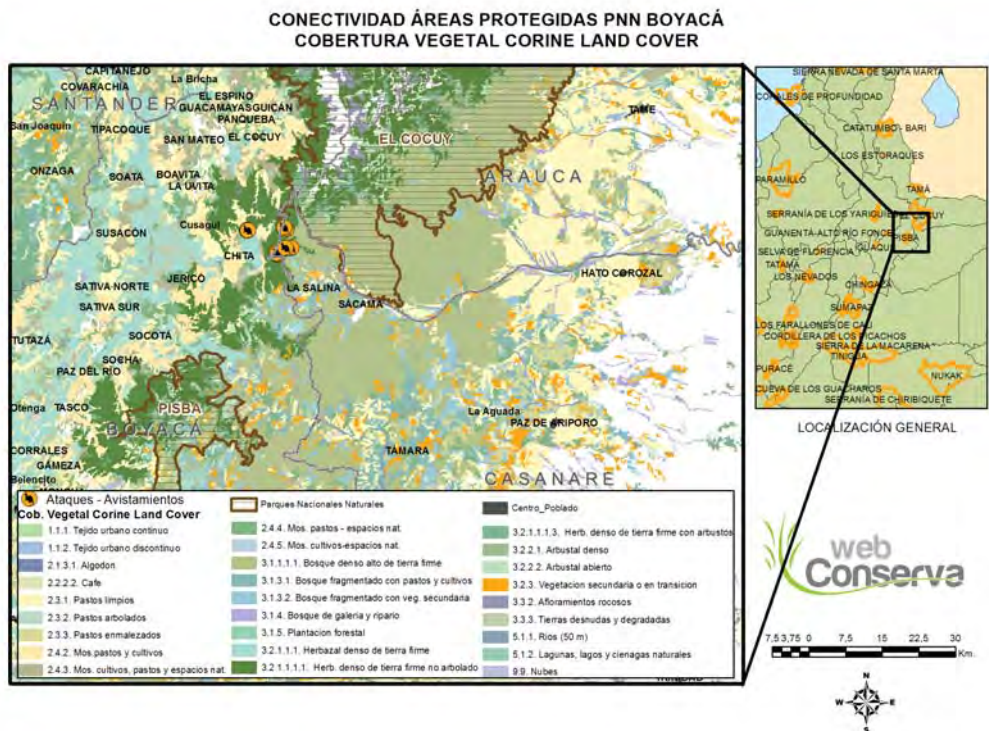 CONECTIVIDAD ÁREAS PROTEGIDAS PNN BOYACÁ
COBERTURA VEGETAL CORINE LAND COVER
CAPITANEJO
La Bricha
COVARACHÍA
EL ESPINO
SANTANDER
GUACAMAYAS
GUICÁN
PANQUEBA
San Joaquín
TIPACOQUE
SAN MATEO
EL COCUY
EL COCUY
TAME
ONZAGA
SOATA
BOAVITA
LA UVITA
ARAUCA
SUSACÓN
Cusagui
CHITA
JERICÓ
LA SALINA
HATO COROZAL
SATIVA NORTE
SÁCAMA
SATIVA SUR
SOCOTÁ
TUTAZÁ
SOCHA
PAZ DEL RÍO
Otenga
TASCO
PISBA
BOYACÁ
La Aguada
PAZ DE ARIPORO
CORRALES
GÁMEZA
TÁMARA
Belencito
CASANARE
Ataques - Avistamientos
Cob. Vegetal Corine Land Cover
1.1.1. Tejido urbano continuo
1.1.2. Tejido urbano discontinuo
2.1.3.1. Algodon
2.2.2.2. Cafe
2.3.1. Pastos limpios
2.3.2. Pastos arbolados
2.3.3. Pastos enmalezados
2.4.2. Mos.pastos y cultivos
2.4.3. Mos. cultivos, pastos y espacios nat.
Parques Nacionales Naturales
2.4.4. Mos. pastos - espacios nat.
2.4.5. Mos. cultivos-espacios nat.
3.1.1.1.1. Bosque denso alto de tierra firme
3.1.3.1. Bosque fragmentado con pastos y cultivos
3.1.3.2. Bosque fragmentado con veg. secundaria
3.1.4. Bosque de galeria y ripario
3.1.5. Plantacion forestal
3.2.1.1.1. Herbazal denso de tierra firme
3.2.1.1.1.1. Herb. denso de tierra firme no arbolado
Centro_Poblado
3.2.1.1.1.3. Herb. denso de tierra firme con arbustos
3.2.2.1. Arbustal denso
3.2.2.2. Arbustal abierto
3.2.3. Vegetacion secundaria o en transicion
3.3.2. Afloramientos rocosos
3.3.3. Tierras desnudas y degradadas
5.1.1. Rios (50 m)
5.1.2. Lagunas, lagos y cienagas naturales
9.9. Nubes
SIERRA NEVADA DE SANTA MARTA
CORALES DE PROFUNDIDAD
CATATUMBO - BARI
LOS ESTORAQUES
PARAMILLO
TAMÁ
SERRANÍA DE LOS YARIGUÍES
EL COCUY
GUANENTÁ-ALTO RÍO FONCE
PISBA
IGUAQUE
SELVA DE FLORENCIA
TATAMÁ
LOS NEVADOS
CHINGAZA
SUMAPAZ
LOS FARALLONES DE CALI
CORDILLERA DE LOS PICACHOS
SIERRA DE LA MACARENA
TINIGUA
PURACÉ
NUKAK
CUEVA DE LOS GUACHAROS
SERRANÍA DE CHIRIBIQUETE
LOCALIZACIÓN GENERAL
web
Conserva
7,5 3,75 0 7,5 15 22,5 30
Km.
N
W E
S